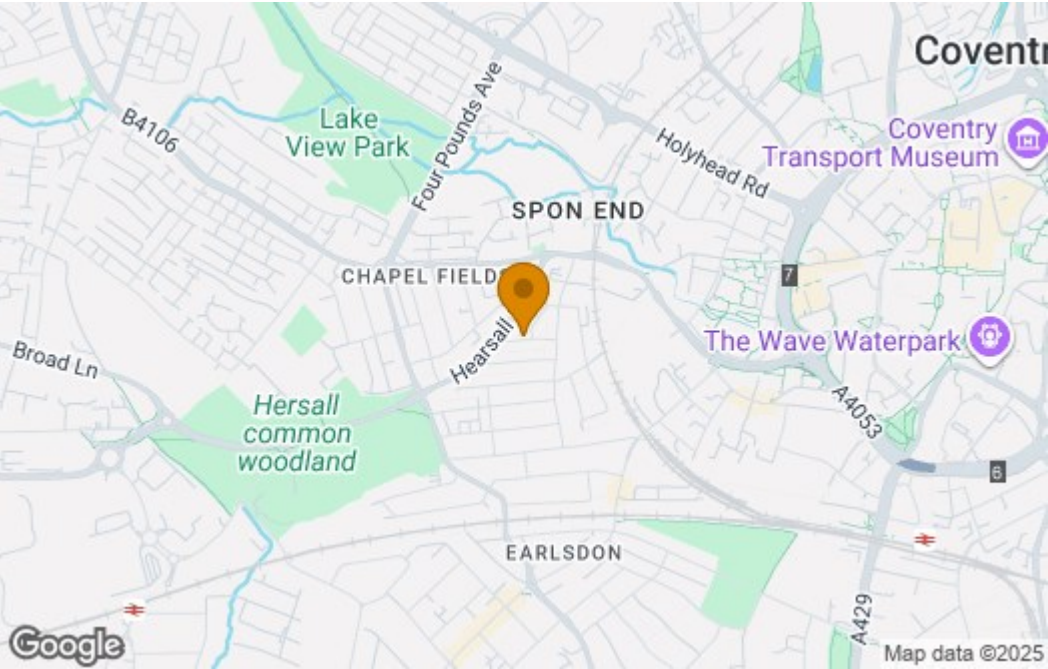 Coventr
B4106
Lake
View Park
Four Pounds Ave
Holyhead Rd
Coventry
Transport Museum
SPON END
7
CHAPEL FIELDS
Hearsall
Broad Ln
The Wave Waterpark
Hersall
common
woodland
A4053
6
EARLSDON
A429
Google
Map data ©2025